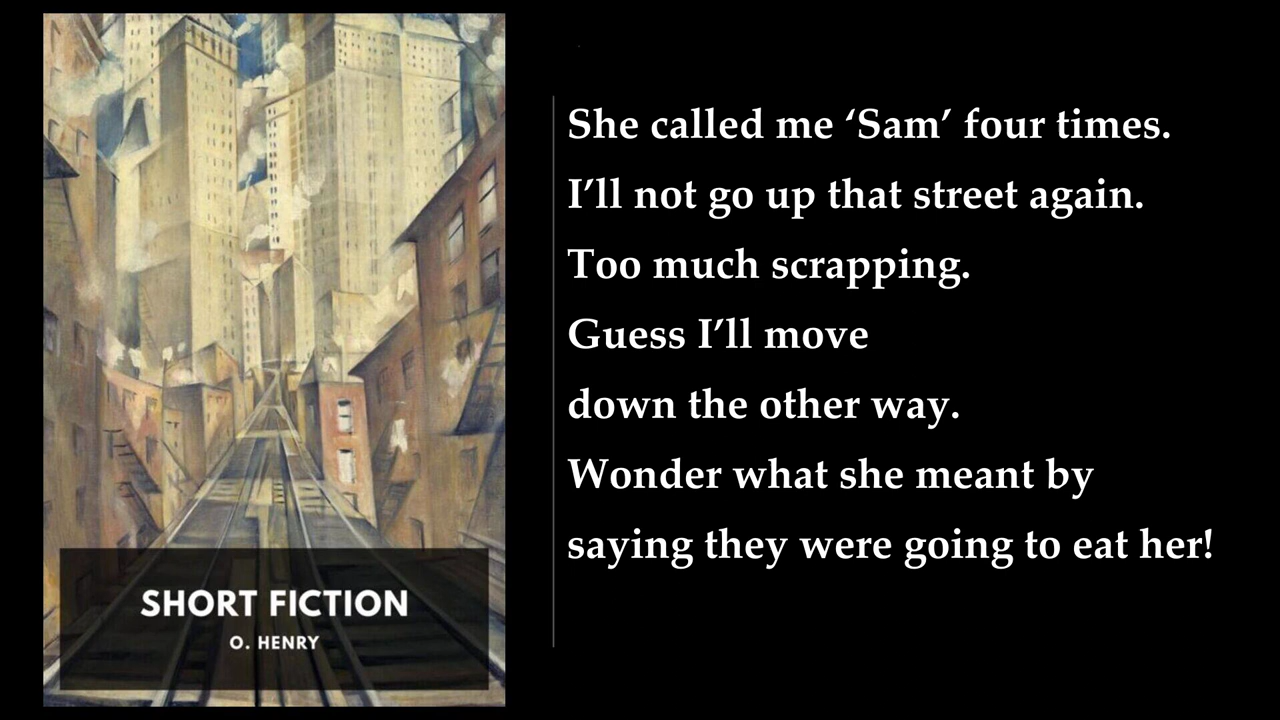 She called me ‘Sam’ four times.
I’ll not go up that street again.
Too much scrapping.
Guess I’ll move
down the other way.
Wonder what she meant by
saying they were going to eat her!
SHORT FICTION
O. HENRY